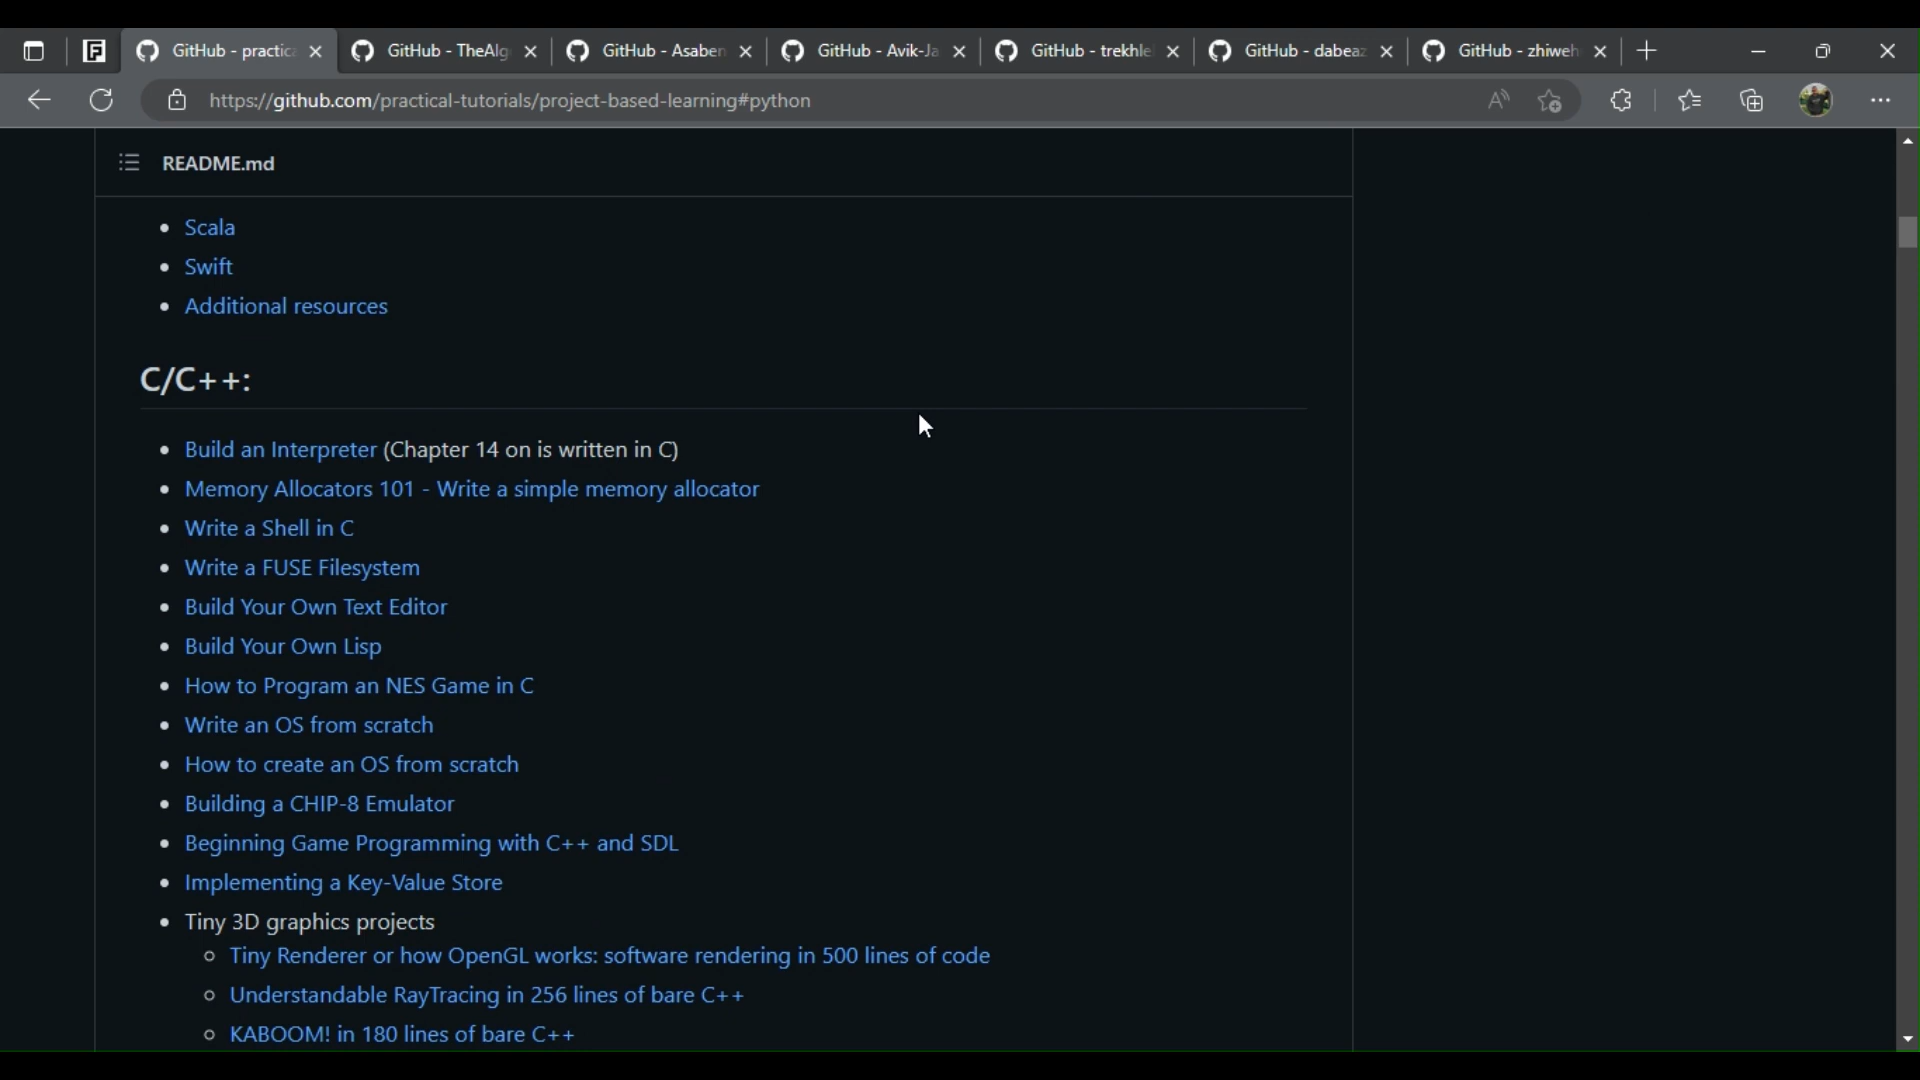 GitHub - practica
GitHub - TheAlg
GitHub - Asaben
GitHub - Avik-Ja
GitHub - trekhle
GitHub - dabeaz
GitHub - zhiweh
https://github.com/practical-tutorials/project-based-learning#python
README.md
Scala
Swift
Additional resources
C/C++:
Build an Interpreter (Chapter 14 on is written in C)
Memory Allocators 101 - Write a simple memory allocator
Write a Shell in C
Write a FUSE Filesystem
Build Your Own Text Editor
Build Your Own Lisp
How to Program an NES Game in C
Write an OS from scratch
How to create an OS from scratch
Building a CHIP-8 Emulator
Beginning Game Programming with C++ and SDL
Implementing a Key-Value Store
Tiny 3D graphics projects
Tiny Renderer or how OpenGL works: software rendering in 500 lines of code
Understandable RayTracing in 256 lines of bare C++
KABOOM! in 180 lines of bare C++